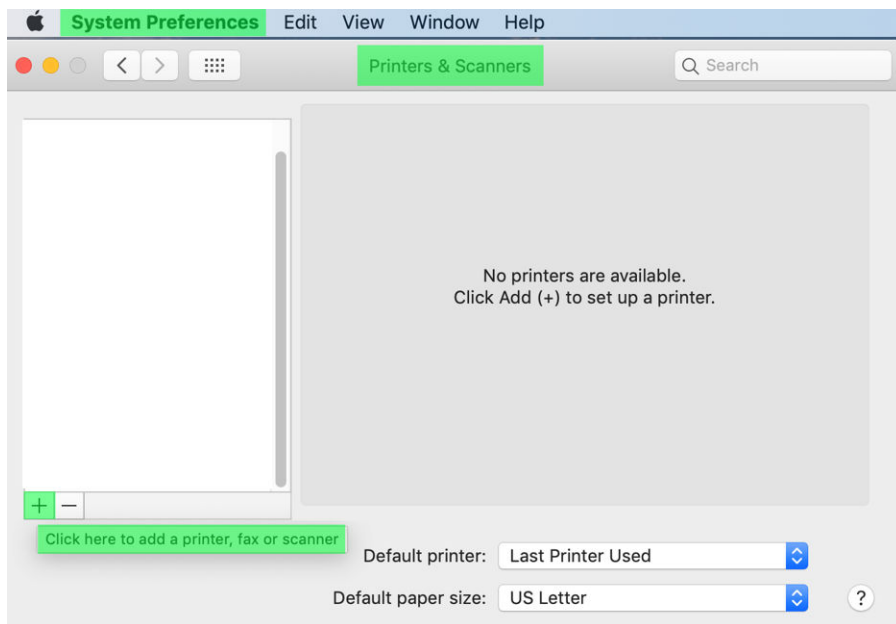 System Preferences Edit View Window Help
Printers & Scanners
Search
No printers are available.
Click Add (+) to set up a printer.
+ −
Click here to add a printer, fax or scanner
Default printer: Last Printer Used
Default paper size: US Letter
?